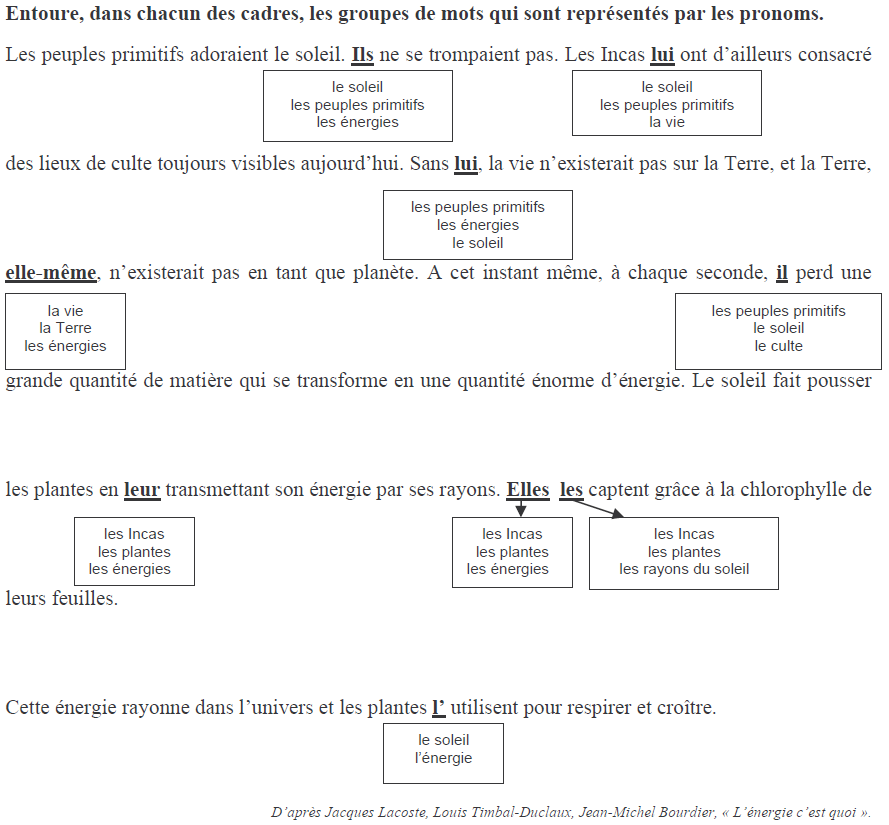 Entoure, dans chacun des cadres, les groupes de mots qui sont représentés par les pronoms.
Les peuples primitifs adoraient le soleil. Ils ne se trompaient pas. Les Incas lui ont d’ailleurs consacré
le soleil
les peuples primitifs
les énergies
le soleil
les peuples primitifs
la vie
des lieux de culte toujours visibles aujourd’hui. Sans lui, la vie n’existerait pas sur la Terre, et la Terre,
les peuples primitifs
les énergies
le soleil
elle-même, n’existerait pas en tant que planète. A cet instant même, à chaque seconde, il perd une
la vie
la Terre
les énergies
les peuples primitifs
le soleil
le culte
grande quantité de matière qui se transforme en une quantité énorme d’énergie. Le soleil fait pousser
les plantes en leur transmettant son énergie par ses rayons. Elles les captent grâce à la chlorophylle de
les Incas
les plantes
les énergies
les Incas
les plantes
les énergies
les Incas
les plantes
les rayons du soleil
leurs feuilles.
Cette énergie rayonne dans l’univers et les plantes l’ utilisent pour respirer et croître.
le soleil
l’énergie
D’après Jacques Lacoste, Louis Timbal-Duclaux, Jean-Michel Bourdier, « L’énergie c’est quoi ».